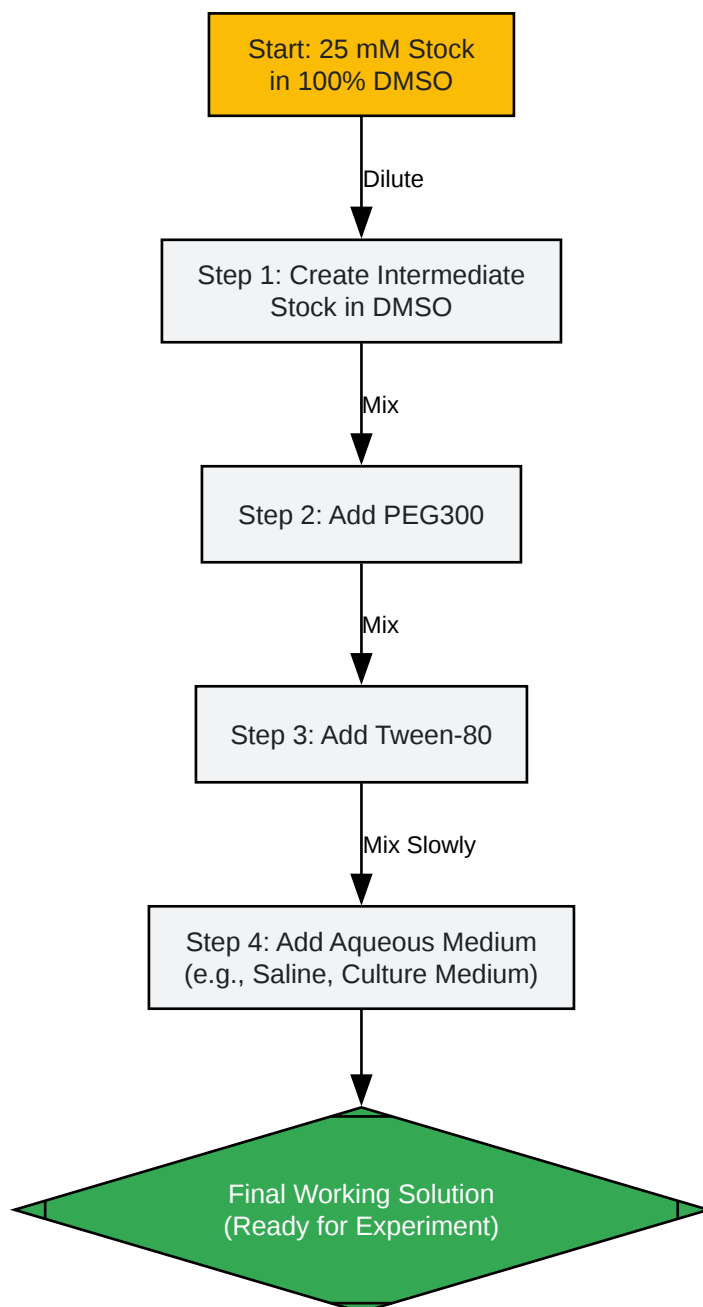 Start: 25 mM Stock
in 100% DMSO
Dilute
Step 1: Create Intermediate
Stock in DMSO
Mix
Step 2: Add PEG300
Mix
Step 3: Add Tween-80
Mix Slowly
Step 4: Add Aqueous Medium
(e.g., Saline, Culture Medium)
Final Working Solution
(Ready for Experiment)